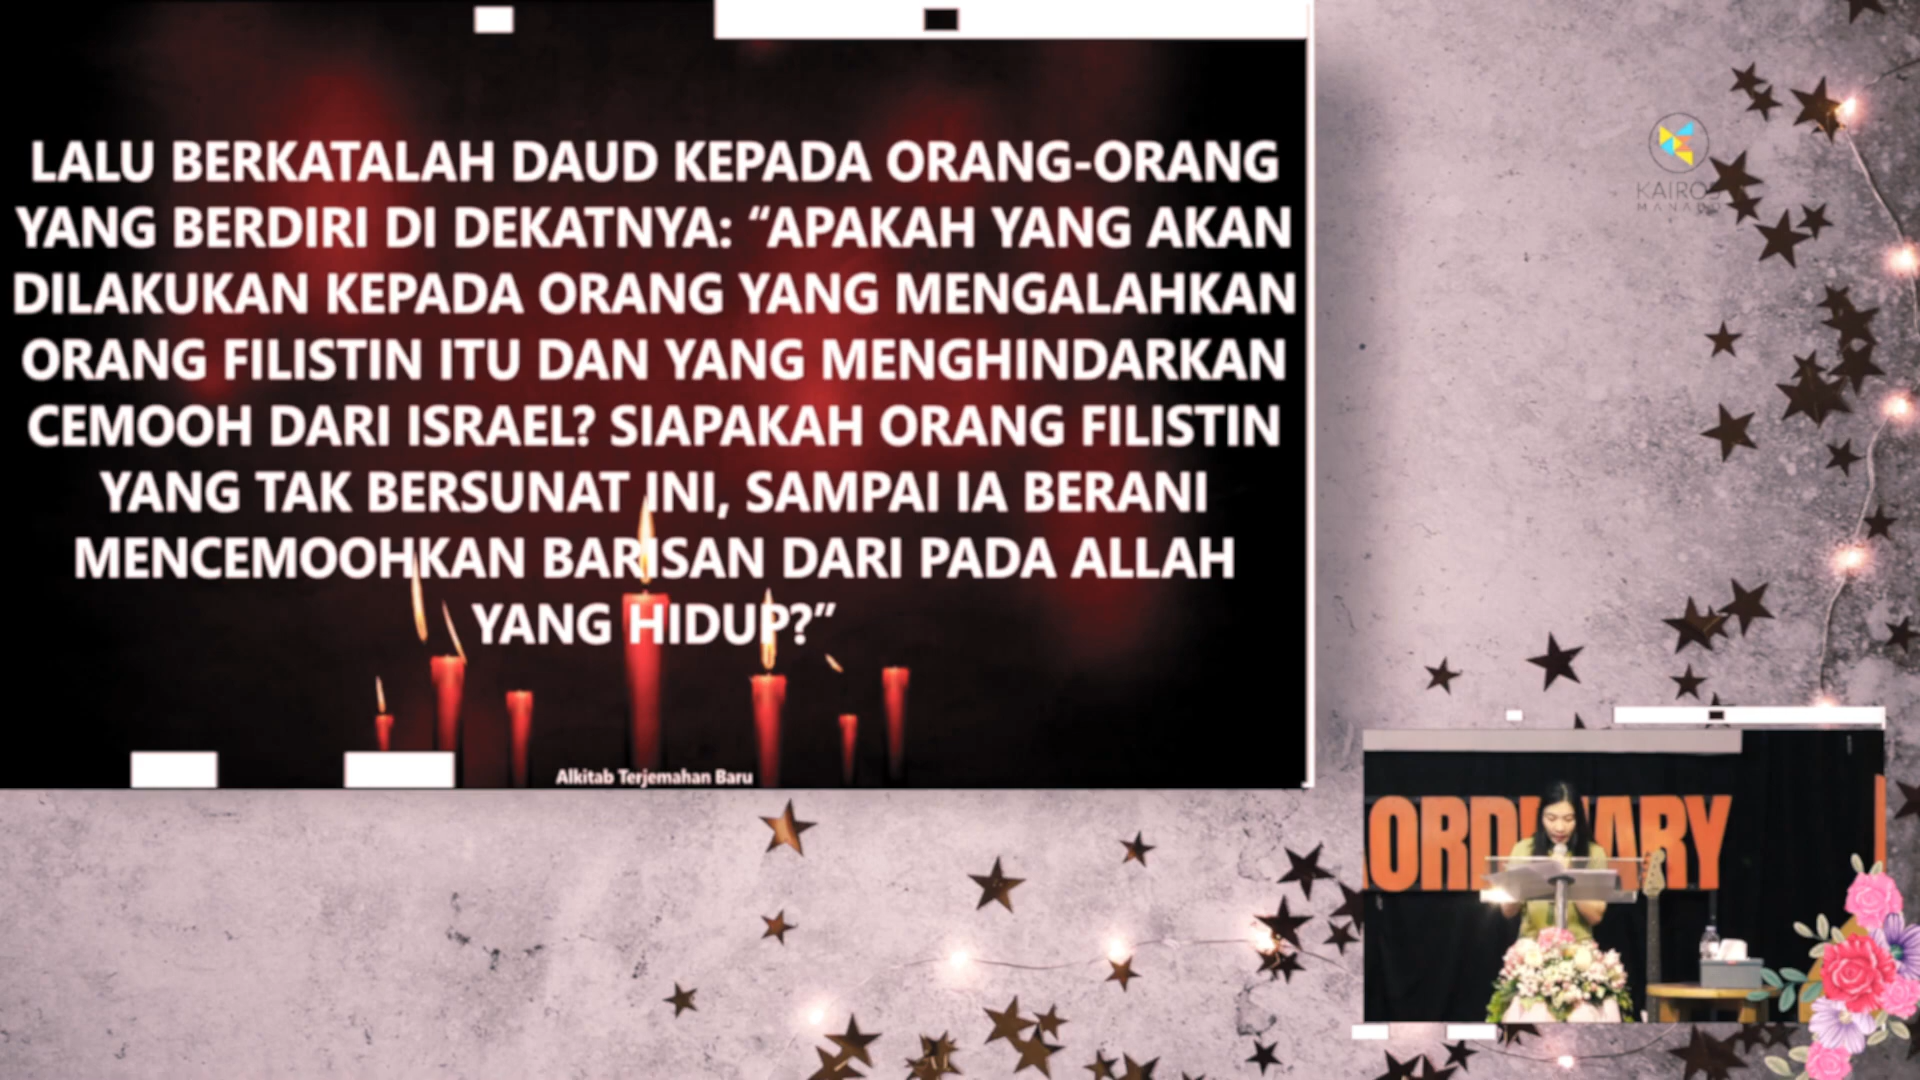 LALU BERKATALAH DAUD KEPADA ORANG-ORANG
YANG BERDIRI DI DEKATNYA: “APAKAH YANG AKAN
DILAKUKAN KEPADA ORANG YANG MENGALAHKAN
ORANG FILISTIN ITU DAN YANG MENGHINDARKAN
CEMOOH DARI ISRAEL? SIAPAKAH ORANG FILISTIN
YANG TAK BERSUNAT INI, SAMPAI IA BERANI
MENCEMOOHKAN BARISAN DARI PADA ALLAH
YANG HIDUP?”
Alkitab Terjemahan Baru
KAIROS
MANADO